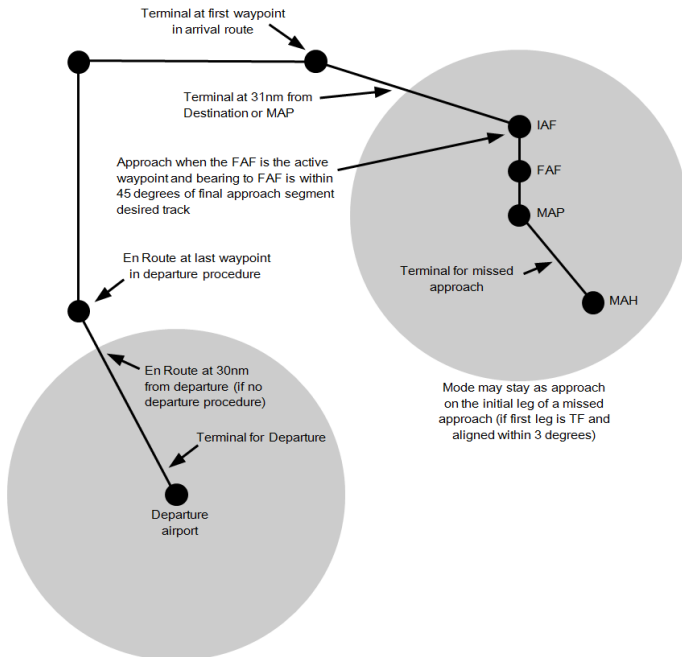 Terminal at first waypoint
in arrival route
Terminal at 31nm from
Destination or MAP
IAF
Approach when the FAF is the active
waypoint and bearing to FAF is within
45 degrees of final approach segment
desired track
FAF
MAP
En Route at last waypoint
in departure procedure
Terminal for missed
approach
MAH
En Route at 30nm
from departure (if no
departure procedure)
Mode may stay as approach
on the initial leg of a missed
approach (if first leg is TF and
aligned within 3 degrees)
Terminal for Departure
Departure
airport